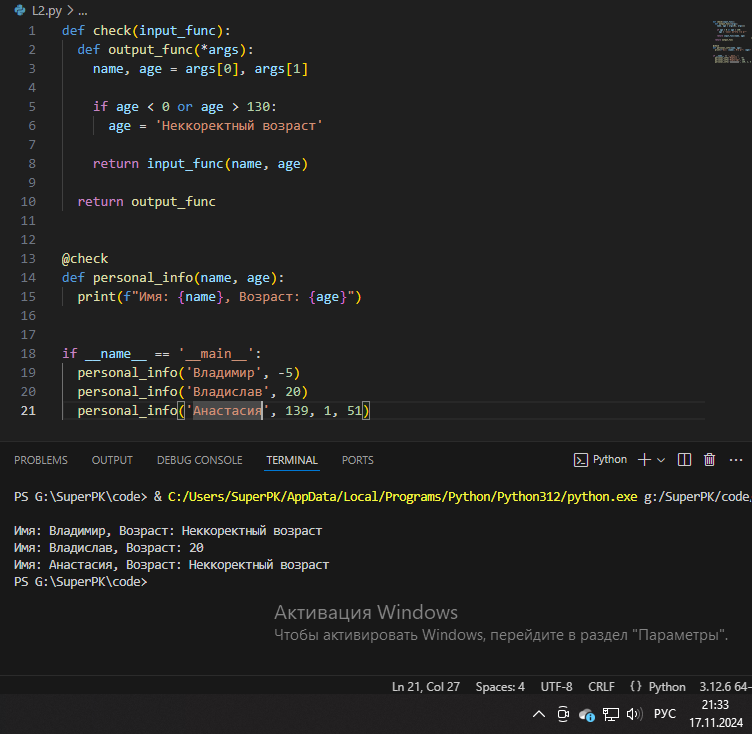 L2.py > ...
1 def check(input_func):
2 def output_func(*args):
3 name, age = args[0], args[1]
4
5 if age < 0 or age > 130:
6 age = 'Неккоректный возраст'
7
8 return input_func(name, age)
9
10 return output_func
11
12
13 @check
14 def personal_info(name, age):
15 print(f"Имя: {name}, Возраст: {age}")
16
17
18 if __name__ == '__main__':
19 personal_info('Владимир', -5)
20 personal_info('Владислав', 20)
21 personal_info('Анастасия', 139, 1, 51)
PROBLEMS OUTPUT DEBUG CONSOLE TERMINAL PORTS Python
PS G:\SuperPK\code> & C:/Users/SuperPK/AppData/Local/Programs/Python/Python312/python.exe g:/SuperPK/code
Имя: Владимир, Возраст: Неккоректный возраст
Имя: Владислав, Возраст: 20
Имя: Анастасия, Возраст: Неккоректный возраст
PS G:\SuperPK\code>
Активация Windows
Чтобы активировать Windows, перейдите в раздел "Параметры".
Ln 21, Col 27 Spaces: 4 UTF-8 CRLF {} Python 3.12.6 64-
РУС 21:33
17.11.2024